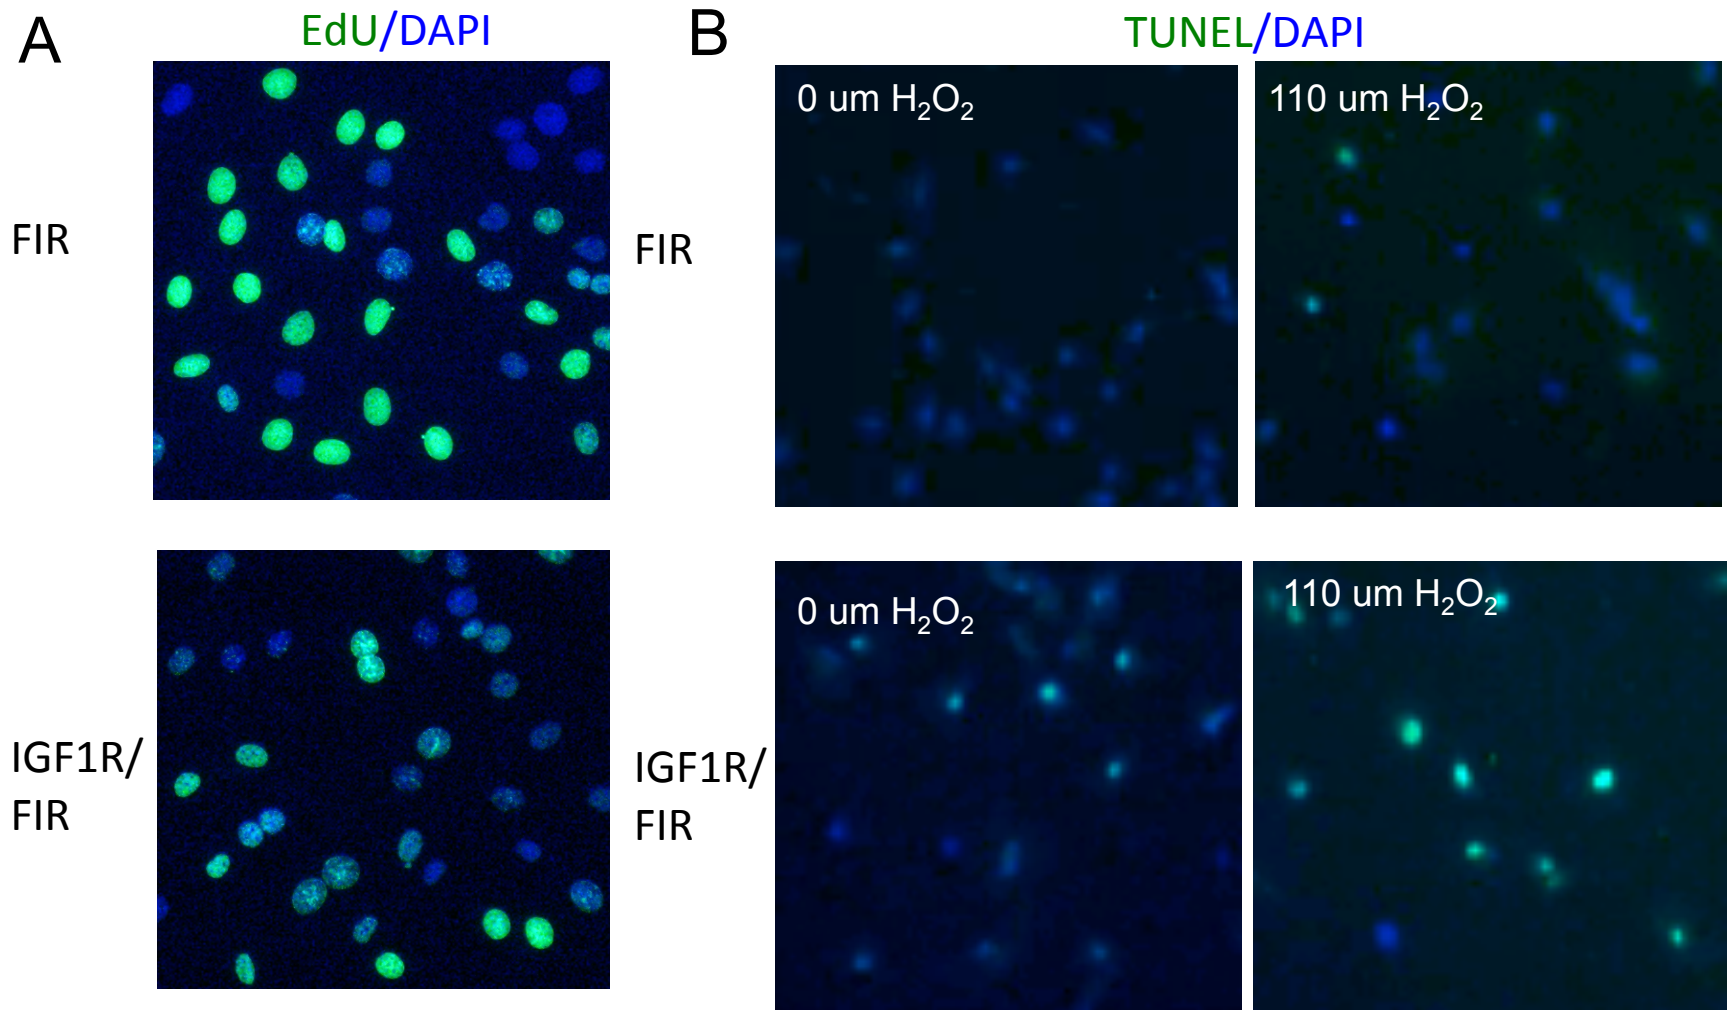 A
EdU/DAPI
B
TUNEL/DAPI
FIR
FIR
0 um H₂O₂
110 um H₂O₂
IGF1R/
FIR
IGF1R/
FIR
0 um H₂O₂
110 um H₂O₂